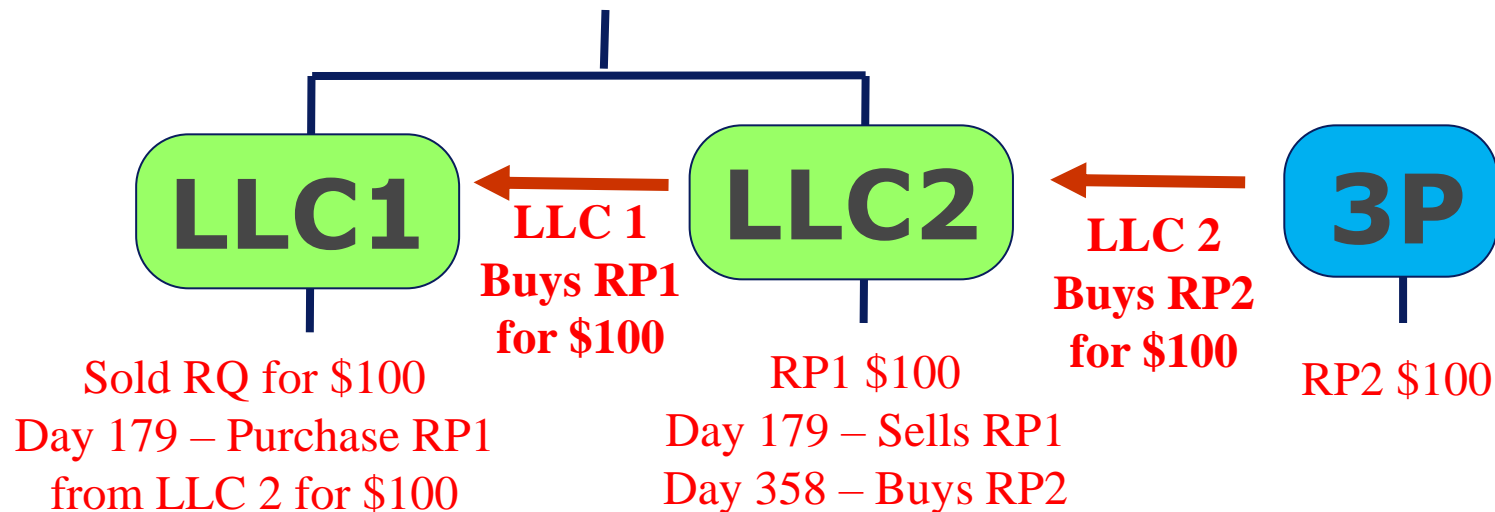 LLC1
LLC 1
Buys RP1
for $100
LLC2
LLC 2
Buys RP2
for $100
3P
Sold RQ for $100
Day 179 – Purchase RP1
from LLC 2 for $100
RP1 $100
Day 179 – Sells RP1
Day 358 – Buys RP2
RP2 $100